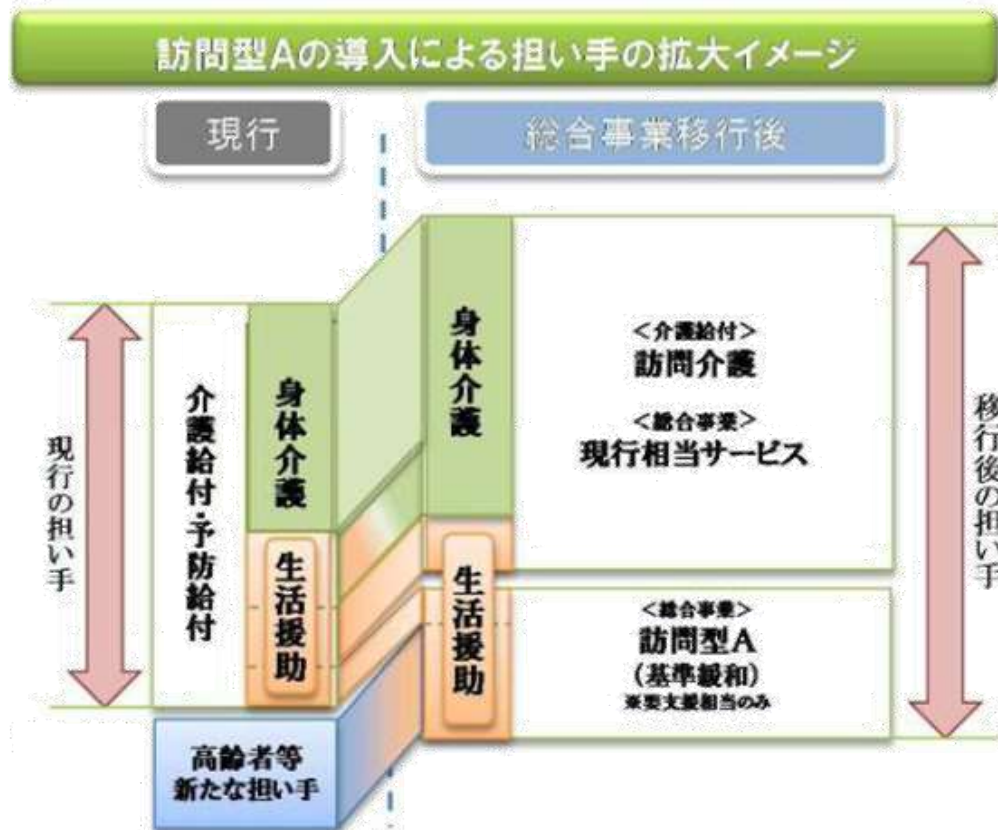 訪問型Aの導入による担い手の拡大イメージ
現行
総合事業移行後
現行の担い手
介護給付・予防給付
身体介護
生活援助
高齢者等
新たな担い手
身体介護
生活援助
＜介護給付＞
訪問介護
＜総合事業＞
現行相当サービス
＜総合事業＞
訪問型A
（基準緩和）
※要支援相当のみ
移行後の担い手